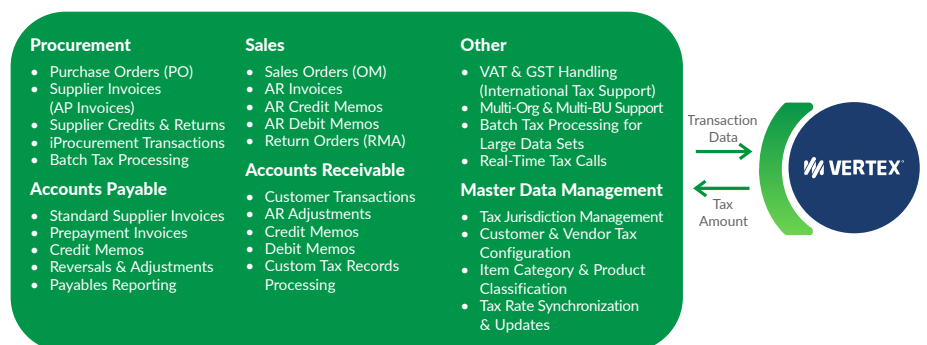 Procurement
• Purchase Orders (PO)
• Supplier Invoices
(AP Invoices)
• Supplier Credits & Returns
• iProcurement Transactions
• Batch Tax Processing
Accounts Payable
• Standard Supplier Invoices
• Prepayment Invoices
• Credit Memos
• Reversals & Adjustments
• Payables Reporting
Sales
• Sales Orders (OM)
• AR Invoices
• AR Credit Memos
• AR Debit Memos
• Return Orders (RMA)
Accounts Receivable
• Customer Transactions
• AR Adjustments
• Credit Memos
• Debit Memos
• Custom Tax Records
Processing
Other
• VAT & GST Handling
(International Tax Support)
• Multi-Org & Multi-BU Support
• Batch Tax Processing for
Large Data Sets
• Real-Time Tax Calls
Master Data Management
• Tax Jurisdiction Management
• Customer & Vendor Tax
Configuration
• Item Category & Product
Classification
• Tax Rate Synchronization
& Updates
Transaction
Data
Tax
Amount
VERTEX